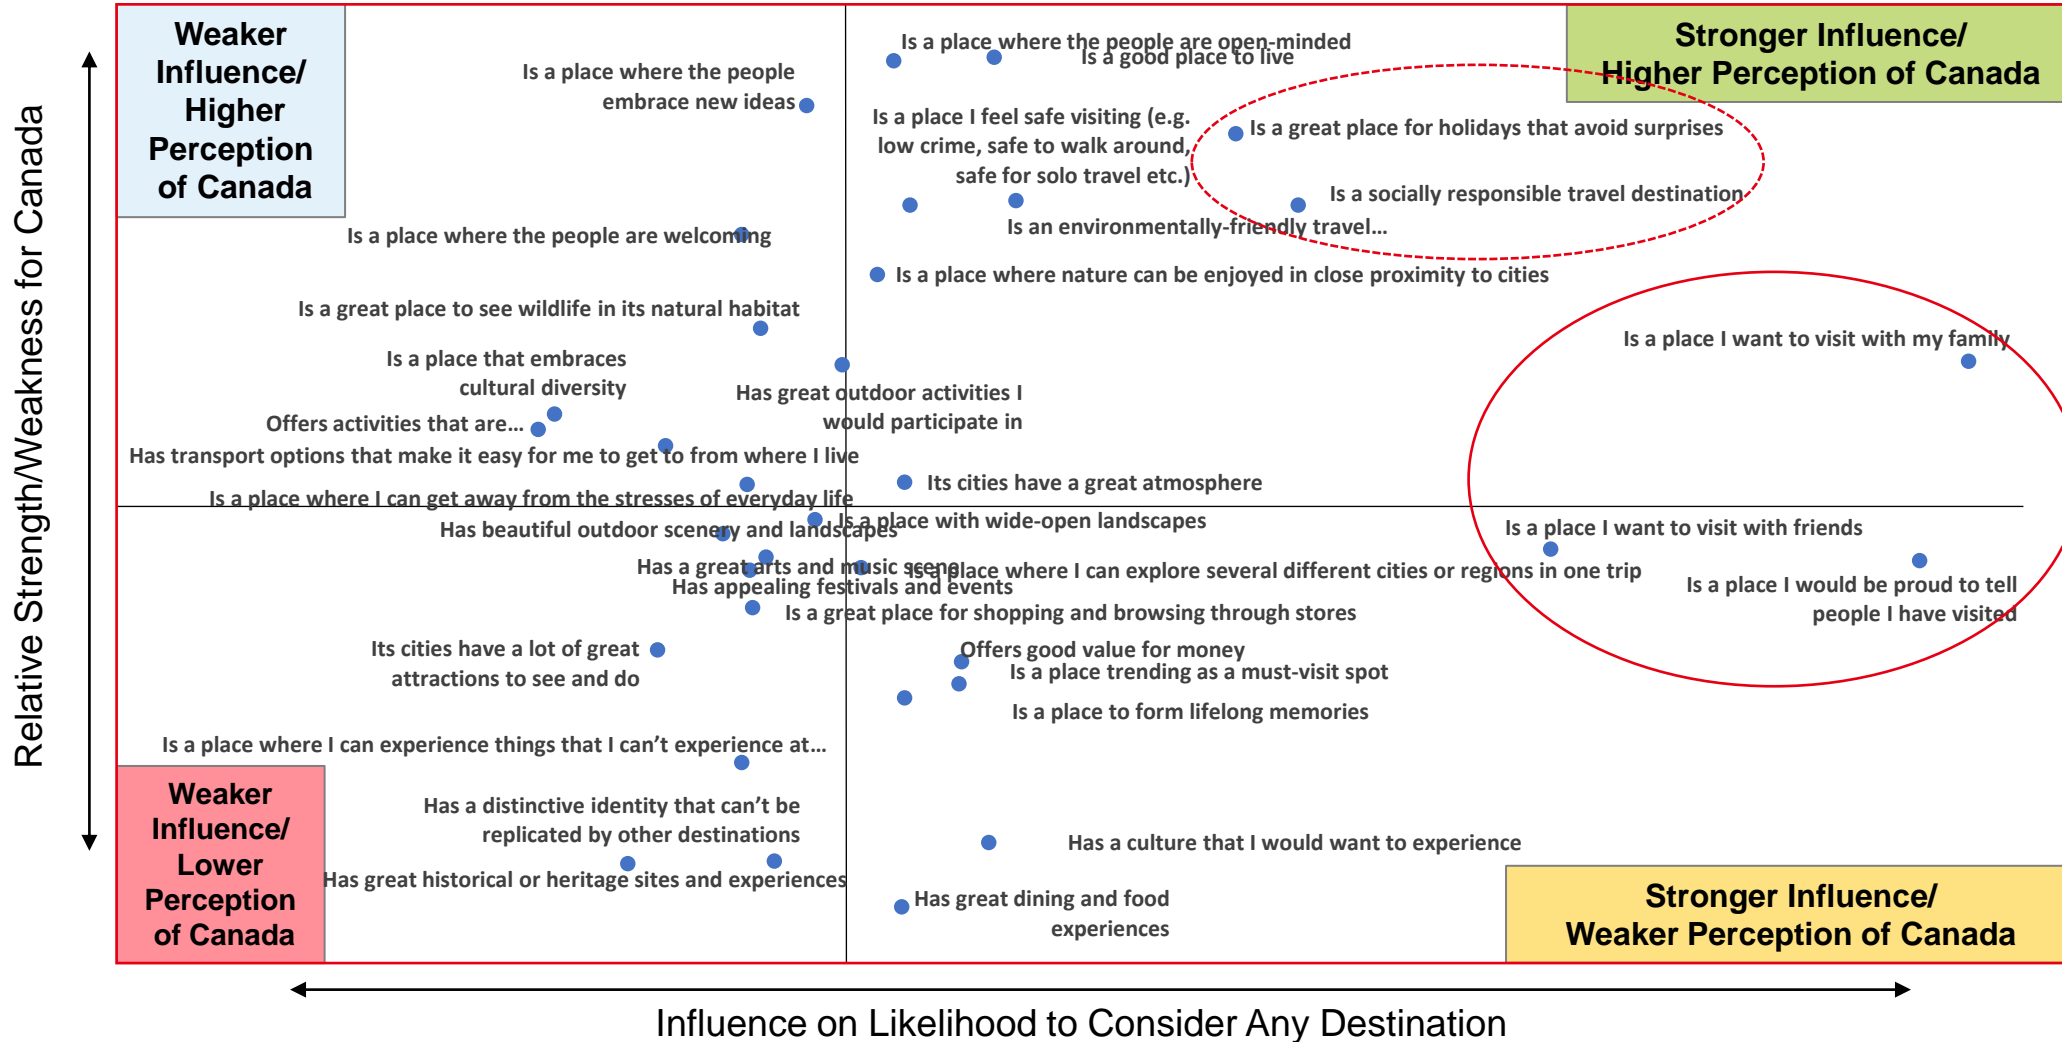 Weaker
Influence/
Higher
Perception
of Canada
Stronger Influence/
Higher Perception of Canada
Relative Strength/Weakness for Canada
Is a place where the people are open-minded
Is a good place to live
Is a place where the people
embrace new ideas
Is a place I feel safe visiting (e.g.
low crime, safe to walk around,
safe for solo travel etc.)
Is a great place for holidays that avoid surprises
Is a socially responsible travel destination
Is an environmentally-friendly travel…
Is a place where the people are welcoming
Is a place where nature can be enjoyed in close proximity to cities
Is a great place to see wildlife in its natural habitat
Is a place I want to visit with my family
Is a place that embraces
cultural diversity
Has great outdoor activities I
would participate in
Offers activities that are…
Has transport options that make it easy for me to get to from where I live
Its cities have a great atmosphere
Is a place where I can get away from the stresses of everyday life
Is a place with wide-open landscapes
Has beautiful outdoor scenery and landscapes
Is a place I want to visit with friends
Has a great arts and music scene
Is a place where I can explore several different cities or regions in one trip
Has appealing festivals and events
Is a place I would be proud to tell
people I have visited
Is a great place for shopping and browsing through stores
Its cities have a lot of great
attractions to see and do
Offers good value for money
Is a place trending as a must-visit spot
Is a place to form lifelong memories
Is a place where I can experience things that I can’t experience at…
Has a distinctive identity that can’t be
replicated by other destinations
Has a culture that I would want to experience
Has great historical or heritage sites and experiences
Has great dining and food
experiences
Weaker
Influence/
Lower
Perception
of Canada
Stronger Influence/
Weaker Perception of Canada
Influence on Likelihood to Consider Any Destination